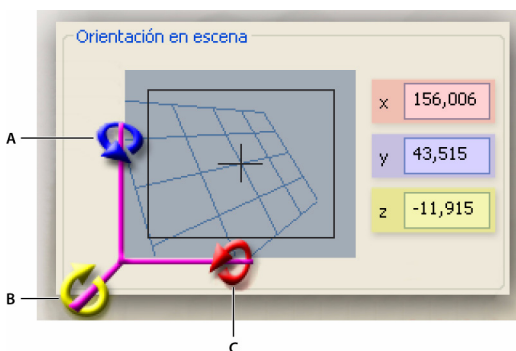 Orientación en escena
x 156,006
A
y 43,515
z -11,915
B
C